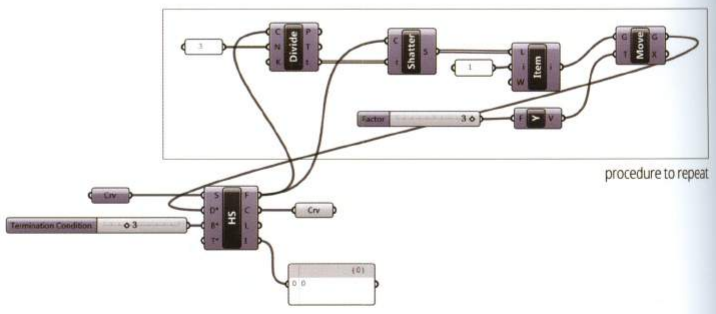 3
C
N
K
Divide
P
T
t
C
t
Shatter
S
1
L
i
W
Item
i
G
T
Move
G
X
Factor 3
F
Y
V
procedure to repeat
Crv
Termination Condition 3
S
D*
B*
T*
HS
F
C
L
Crv
{0}
0 0